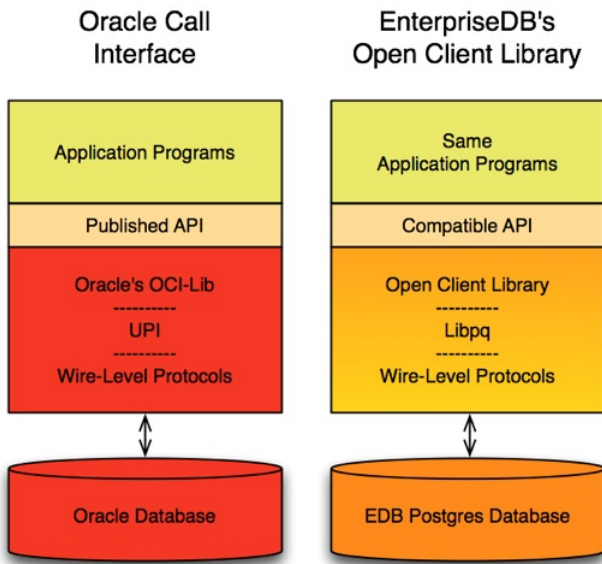 Oracle Call
Interface
Application Programs
Published API
Oracle's OCI-Lib
----------
UPI
----------
Wire-Level Protocols
Oracle Database
EnterpriseDB's
Open Client Library
Same
Application Programs
Compatible API
Open Client Library
----------
Libpq
----------
Wire-Level Protocols
EDB Postgres Database